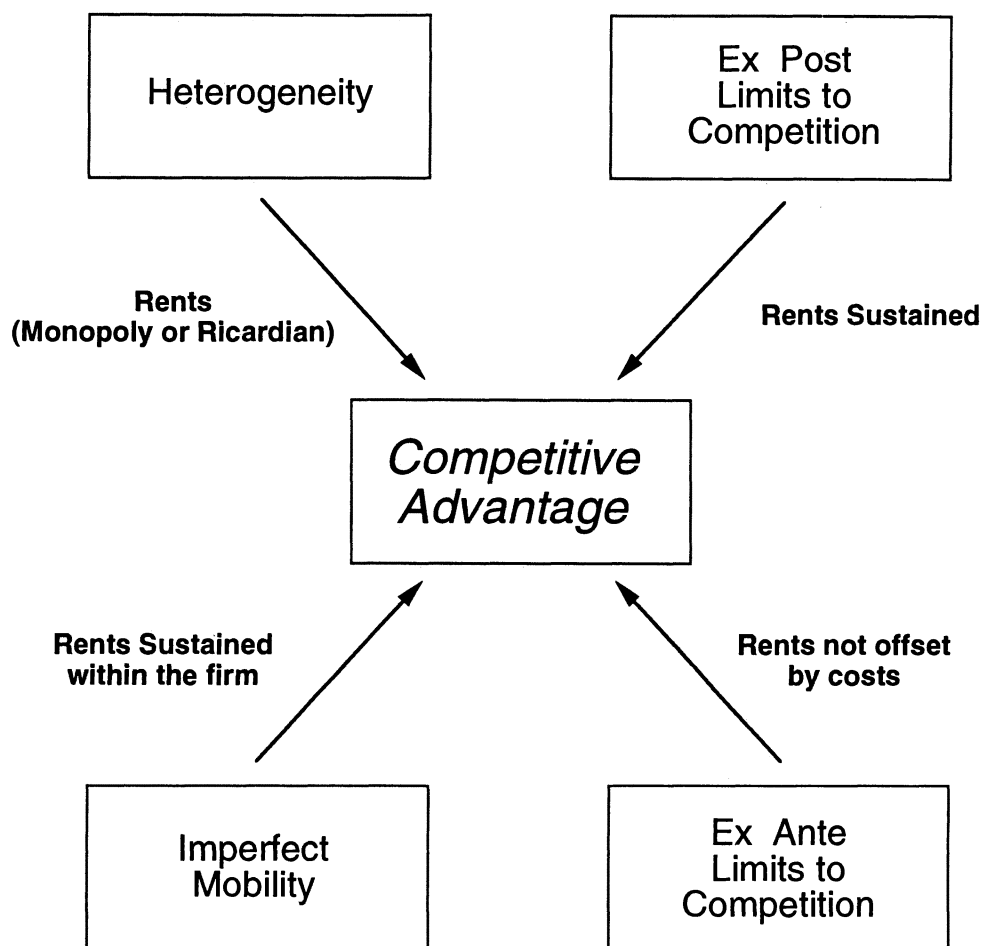 Heterogeneity
Ex Post
Limits to
Competition
Rents
(Monopoly or Ricardian)
Rents Sustained
Competitive
Advantage
Rents Sustained
within the firm
Rents not offset
by costs
Imperfect
Mobility
Ex Ante
Limits to
Competition